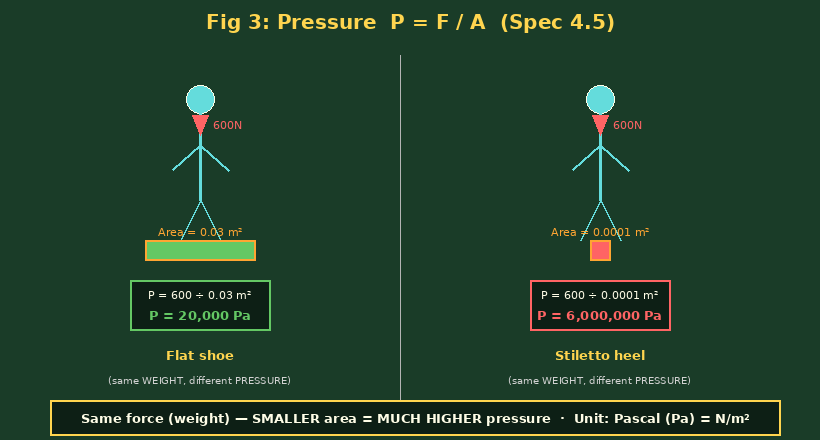 Fig 3: Pressure  P = F / A  (Spec 4.5)
600N
Area = 0.03 m²
P = 600 ÷ 0.03 m²
P = 20,000 Pa
Flat shoe
(same WEIGHT, different PRESSURE)
600N
Area = 0.0001 m²
P = 600 ÷ 0.0001 m²
P = 6,000,000 Pa
Stiletto heel
(same WEIGHT, different PRESSURE)
Same force (weight) — SMALLER area = MUCH HIGHER pressure  ·  Unit: Pascal (Pa) = N/m²